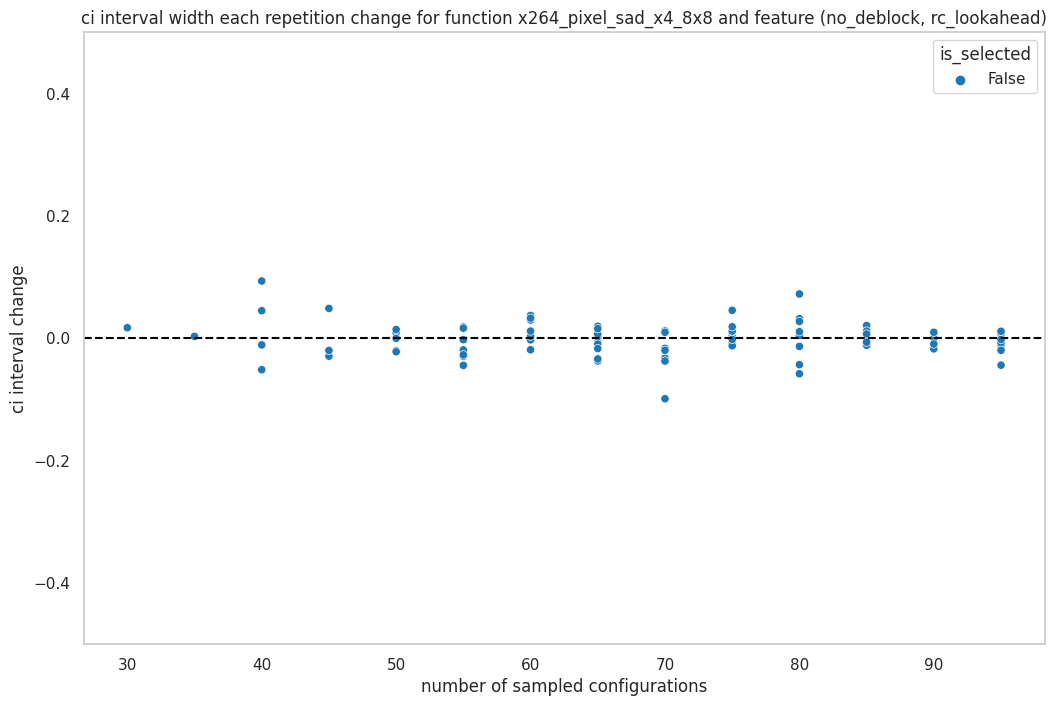 ci interval width each repetition change for function x264_pixel_sad_x4_8x8 and feature (no_deblock, rc_lookahead)
is_selected
False
ci interval change
0.4
0.2
0.0
−0.2
−0.4
30 40 50 60 70 80 90
number of sampled configurations